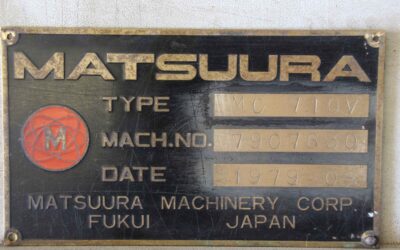 MATSUURA
TYPE MC 710V
M
MACH.NO.
DATE 1979
MATSUURA MACHINERY CORP
FUKUI JAPAN